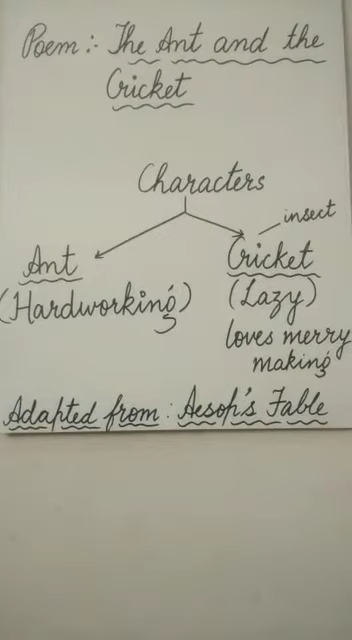 Poem :- The Ant and the
Cricket
Characters
insect
Ant
Cricket
(Hardworking)
(Lazy)
loves merry
making
Adapted from : Aesop's Fable